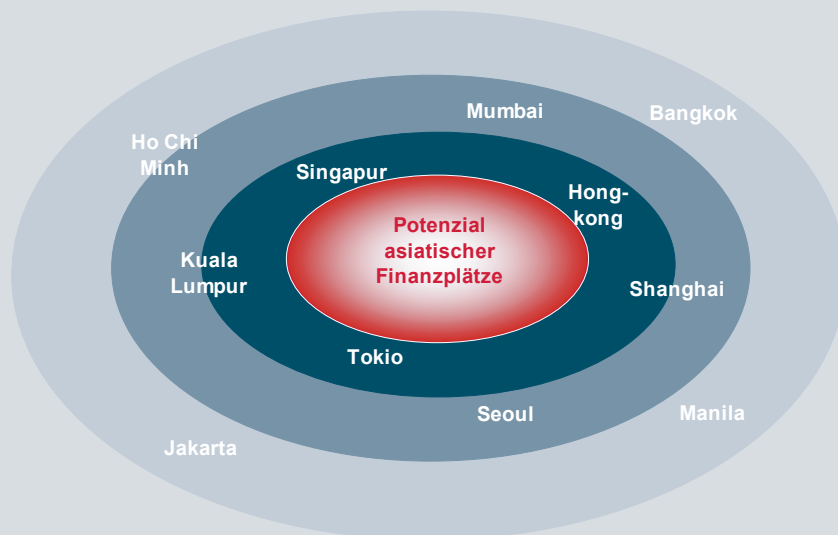 Mumbai
Bangkok
Ho Chi
Minh
Singapur
Hong-
kong
Potenzial
asiatischer
Finanzplätze
Kuala
Lumpur
Shanghai
Tokio
Seoul
Manila
Jakarta